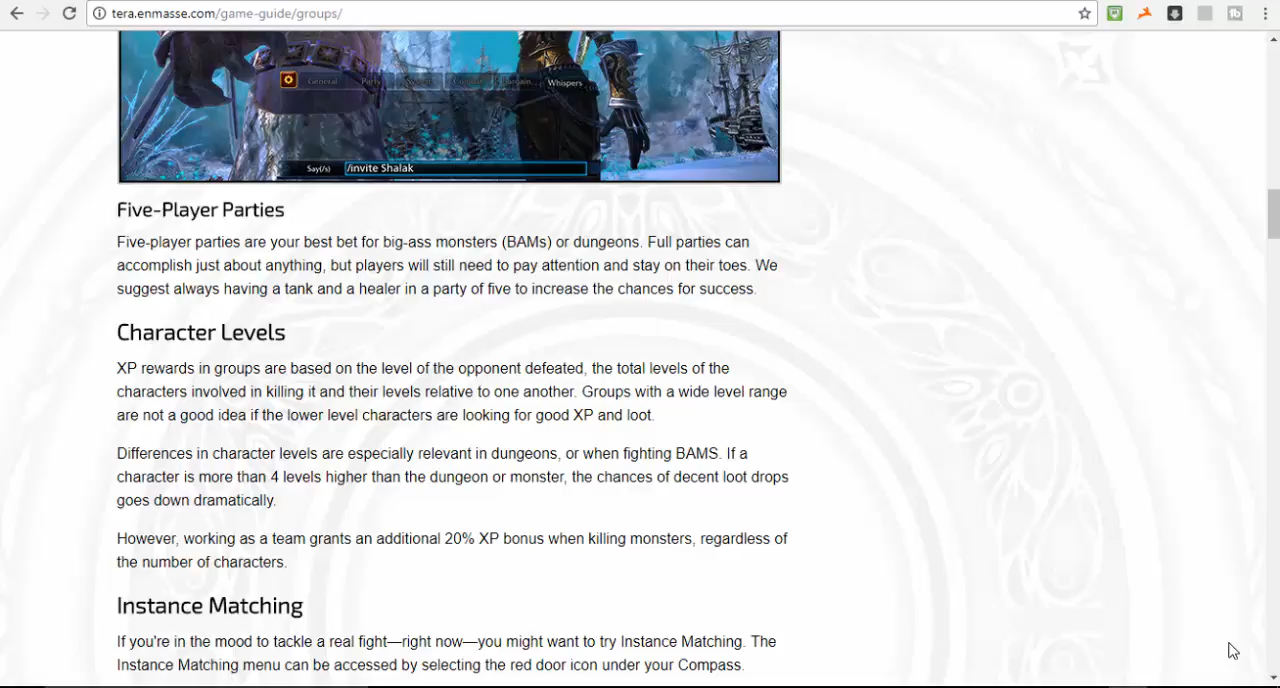 tera.enmasse.com/game-guide/groups/
General Party Whispers
Say(/s) /invite Shalak
Five-Player Parties
Five-player parties are your best bet for big-ass monsters (BAMs) or dungeons. Full parties can
accomplish just about anything, but players will still need to pay attention and stay on their toes. We
suggest always having a tank and a healer in a party of five to increase the chances for success.
Character Levels
XP rewards in groups are based on the level of the opponent defeated, the total levels of the
characters involved in killing it and their levels relative to one another. Groups with a wide level range
are not a good idea if the lower level characters are looking for good XP and loot.
Differences in character levels are especially relevant in dungeons, or when fighting BAMS. If a
character is more than 4 levels higher than the dungeon or monster, the chances of decent loot drops
goes down dramatically.
However, working as a team grants an additional 20% XP bonus when killing monsters, regardless of
the number of characters.
Instance Matching
If you're in the mood to tackle a real fight—right now—you might want to try Instance Matching. The
Instance Matching menu can be accessed by selecting the red door icon under your Compass.